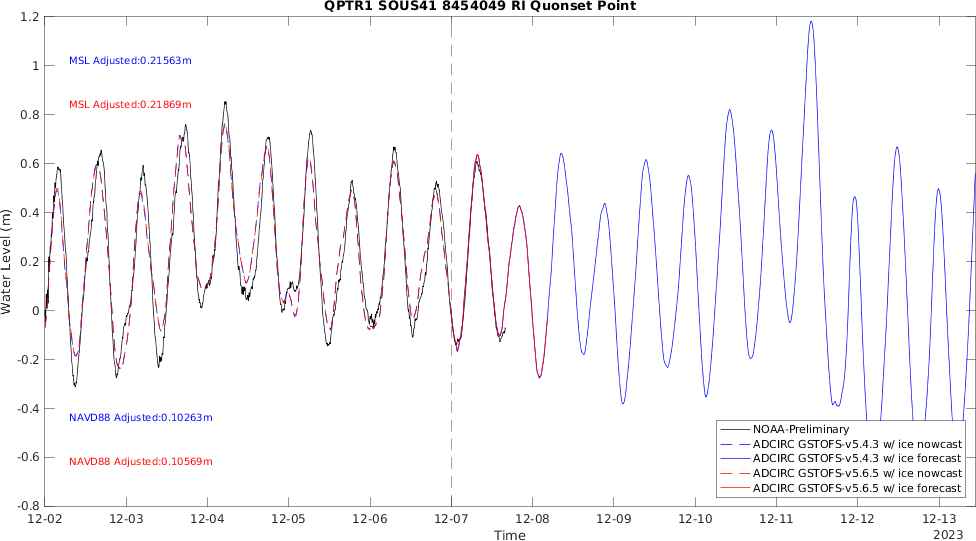 QPTR1 SOUS41 8454049 RI Quonset Point
1.2
1
0.8
0.6
0.4
0.2
0
-0.2
-0.4
-0.6
-0.8
Water Level (m)
MSL Adjusted:0.21563m
MSL Adjusted:0.21869m
NAVD88 Adjusted:0.10263m
NAVD88 Adjusted:0.10569m
NOAA-Preliminary
ADCIRC GSTOFS-v5.4.3 w/ ice nowcast
ADCIRC GSTOFS-v5.4.3 w/ ice forecast
ADCIRC GSTOFS-v5.6.5 w/ ice nowcast
ADCIRC GSTOFS-v5.6.5 w/ ice forecast
12-02 12-03 12-04 12-05 12-06 12-07 12-08 12-09 12-10 12-11 12-12 12-13
Time
2023